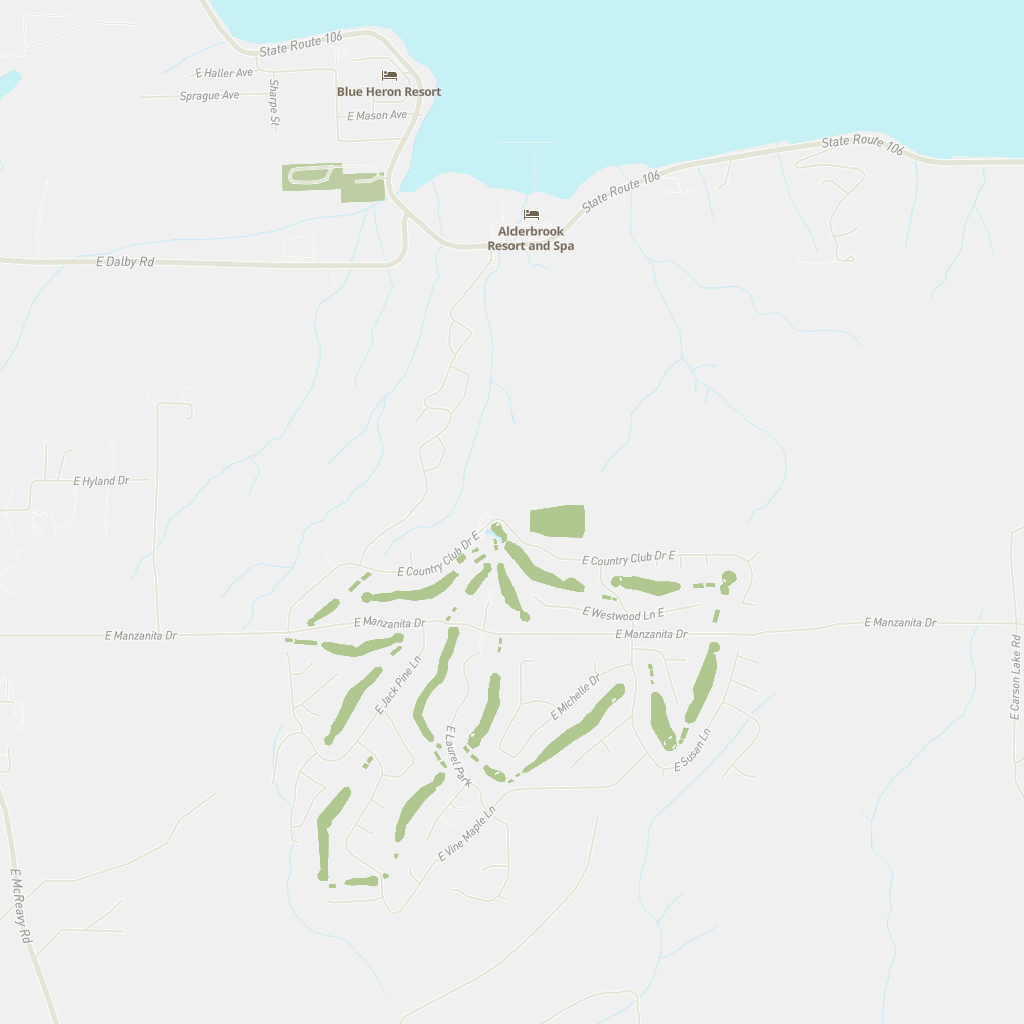 State Route 106
E Haller Ave
Sprague Ave
Sharpe St
Blue Heron Resort
E Mason Ave
State Route 106
State Route 106
Alderbrook
Resort and Spa
E Dalby Rd
E Hyland Dr
E Country Club Dr E
E Country Club Dr E
E Westwood Ln E
E Manzanita Dr
E Manzanita Dr
E Manzanita Dr
E Manzanita Dr
E Jack Pine Ln
E Michelle Dr
E Carson Lake Rd
E Laurel Park
E Susan Ln
E Vine Maple Ln
E McReavy Rd